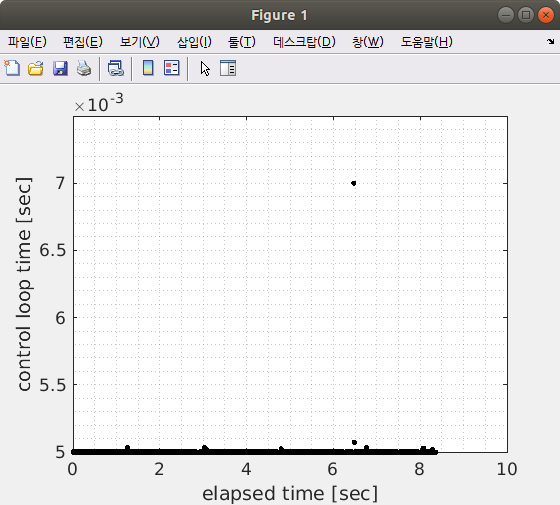 Figure 1
파일(F) 편집(E) 보기(V) 삽입(I) 툴(T) 데스크탑(D) 창(W) 도움말(H)
×10-3
7
6.5
6
5.5
5
control loop time [sec]
0 2 4 6 8 10
elapsed time [sec]